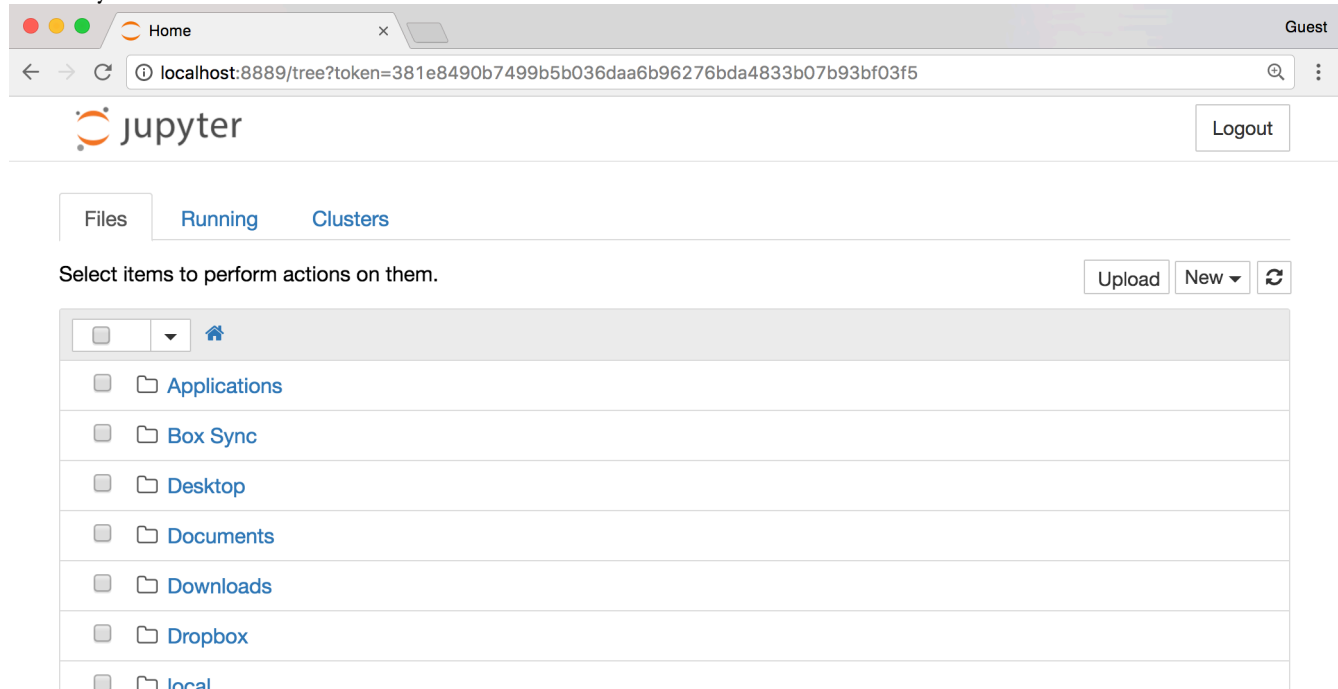 Home
Guest
localhost:8889/tree?token=381e8490b7499b5b036daa6b96276bda4833b07b93bf03f5
jupyter
Logout
Files Running Clusters
Select items to perform actions on them.
Upload New
Applications
Box Sync
Desktop
Documents
Downloads
Dropbox
local